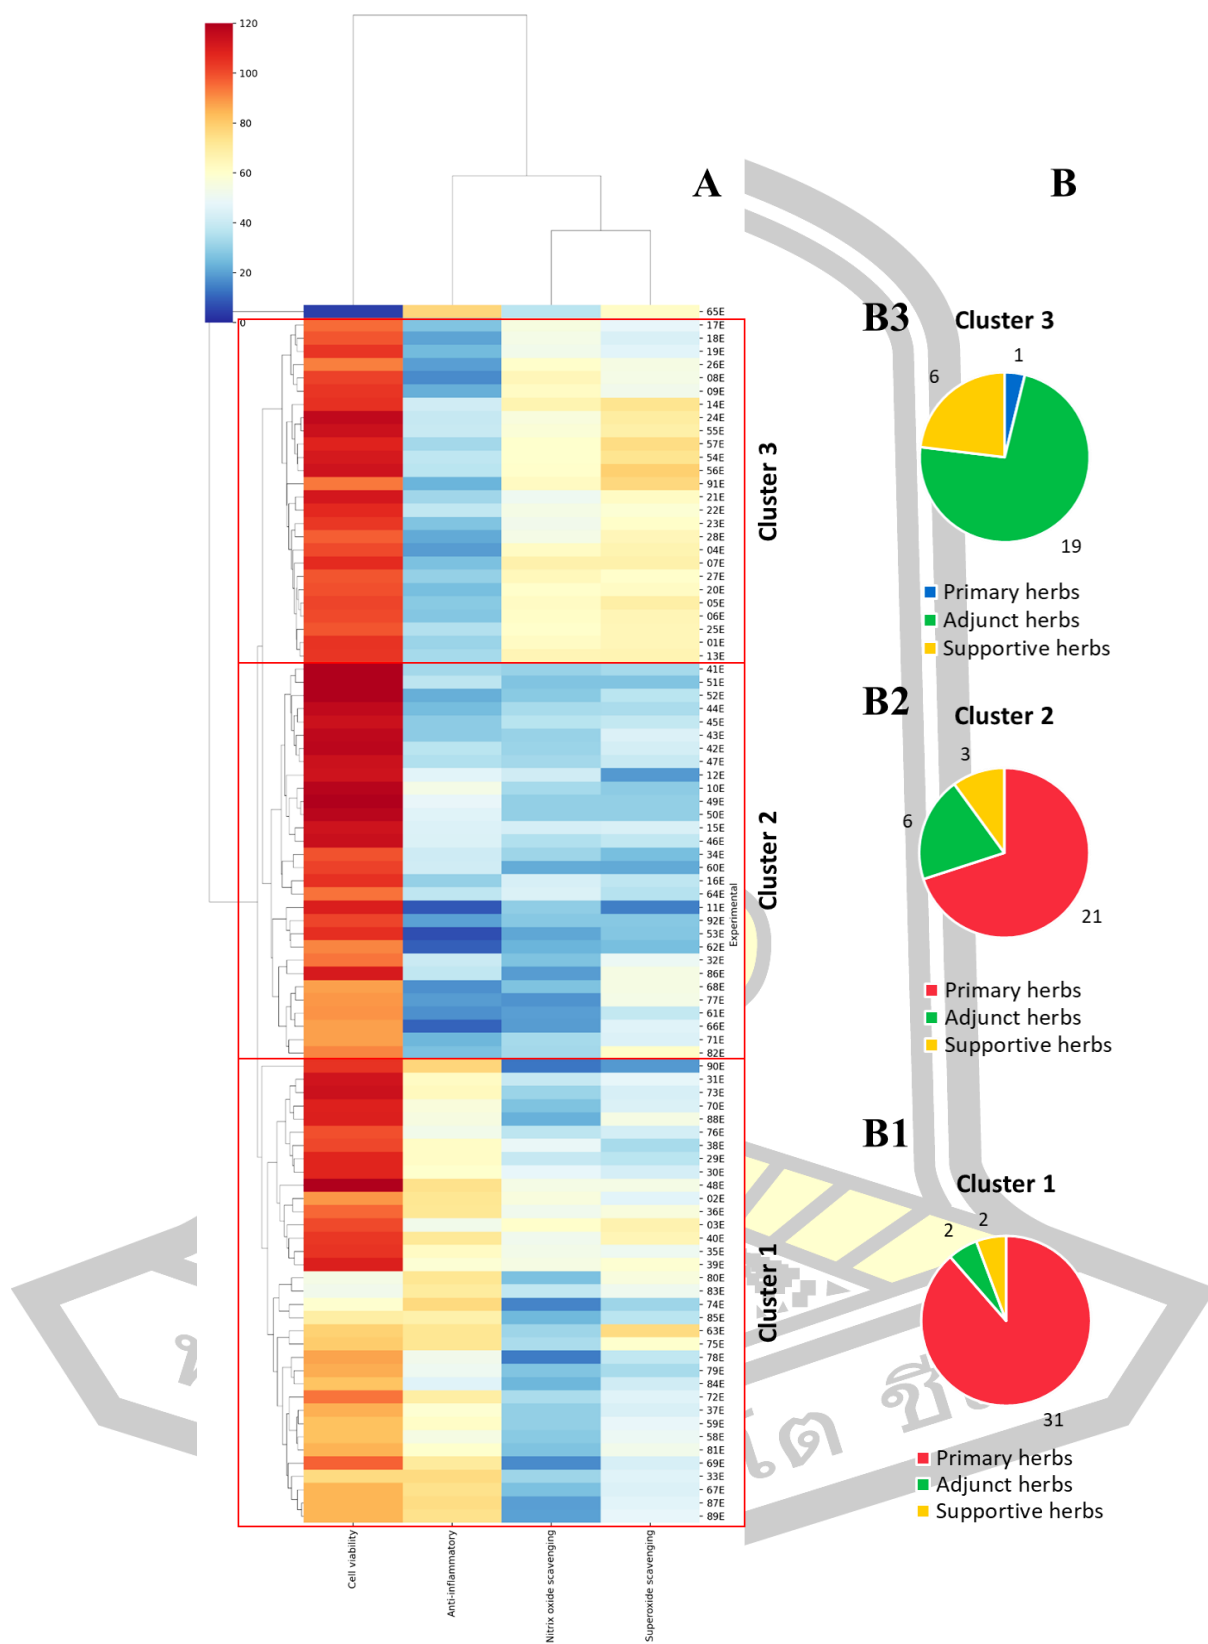 120
100
80
60
40
20
0
A
B
65E
17E
18E
19E
26E
08E
09E
14E
24E
55E
57E
54E
56E
91E
21E
22E
23E
28E
04E
07E
27E
20E
05E
06E
25E
01E
13E
41E
51E
52E
44E
45E
43E
42E
47E
12E
10E
49E
50E
15E
46E
34E
60E
16E
64E
11E
92E
53E
62E
32E
86E
68E
77E
61E
66E
71E
82E
90E
31E
73E
70E
88E
76E
38E
29E
30E
48E
02E
36E
03E
40E
35E
39E
80E
83E
74E
85E
63E
75E
78E
79E
84E
72E
37E
59E
58E
81E
69E
33E
67E
87E
89E
Experimental
Cell viability
Anti-inflammatory
Nitrix oxide scavenging
Superoxide scavenging
Cluster 3
Cluster 2
Cluster 1
B3
Cluster 3
1
6
19
Primary herbs
Adjunct herbs
Supportive herbs
B2
Cluster 2
3
6
21
Primary herbs
Adjunct herbs
Supportive herbs
B1
Cluster 1
2
2
31
Primary herbs
Adjunct herbs
Supportive herbs